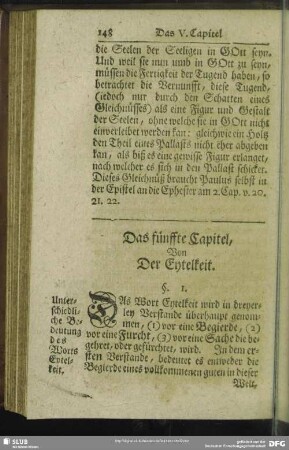 148 Das V. Capitel
die Seelen der Seeligen in GOtt seyn.
Und weil sie nun umb in GOtt zu seyn,
müssen die Fertigkeit der Tugend haben, so
betrachtet die Vernunfft, diese Tugend,
(iedoch nur durch den Schatten eines
Gleichnüsses) als eine Figur und Gestalt
der Seelen, ohne welche sie in GOtt nicht
einverleibet werden kan: gleichwie ein Holtz
den Theil eines Pallasts nicht eher abgeben
kan, als biß es eine gewisse Figur erlanget,
nach welcher es sich in den Pallast schicket.
Dieses Gleichnüß braucht Paulus selbst in
der Epistel an die Epheser am 2. Cap. v. 20.
21. 22.
Das fünffte Capitel,
Von
Der Eytelkeit.
§. 1.
Unter-
schiedli-
che Be-
deutung
des
Worts
Eytel-
keit.
DAs Wort Eytelkeit wird in dreyer-
ley Verstande überhaupt genom-
men, (1) vor eine Begierde, (2)
vor eine Furcht, (3) vor eine Sache die be-
gehret, oder gefürchtet, wird. In dem er-
sten Verstande, bedeutet es entweder die
Begierde eines vollkommenen guten in dieser
Welt,
SLUB
DFG